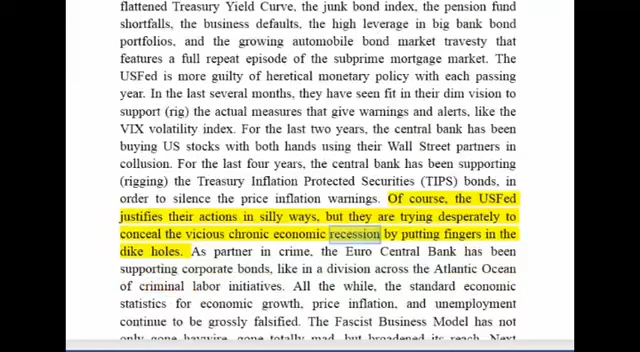 flattened Treasury Yield Curve, the junk bond index, the pension fund
shortfalls, the business defaults, the high leverage in big bank bond
portfolios, and the growing automobile bond market travesty that
features a full repeat episode of the subprime mortgage market. The
USFed is more guilty of heretical monetary policy with each passing
year. In the last several months, they have seen fit in their dim vision to
support (rig) the actual measures that give warnings and alerts, like the
VIX volatility index. For the last two years, the central bank has been
buying US stocks with both hands using their Wall Street partners in
collusion. For the last four years, the central bank has been supporting
(rigging) the Treasury Inflation Protected Securities (TIPS) bonds, in
order to silence the price inflation warnings. Of course, the USFed
justifies their actions in silly ways, but they are trying desperately to
conceal the vicious chronic economic recession by putting fingers in the
dike holes. As partner in crime, the Euro Central Bank has been
supporting corporate bonds, like in a division across the Atlantic Ocean
of criminal labor initiatives. All the while, the standard economic
statistics for economic growth, price inflation, and unemployment
continue to be grossly falsified. The Fascist Business Model has not
only gone haywire, gone totally mad, but broadened its reach. Next